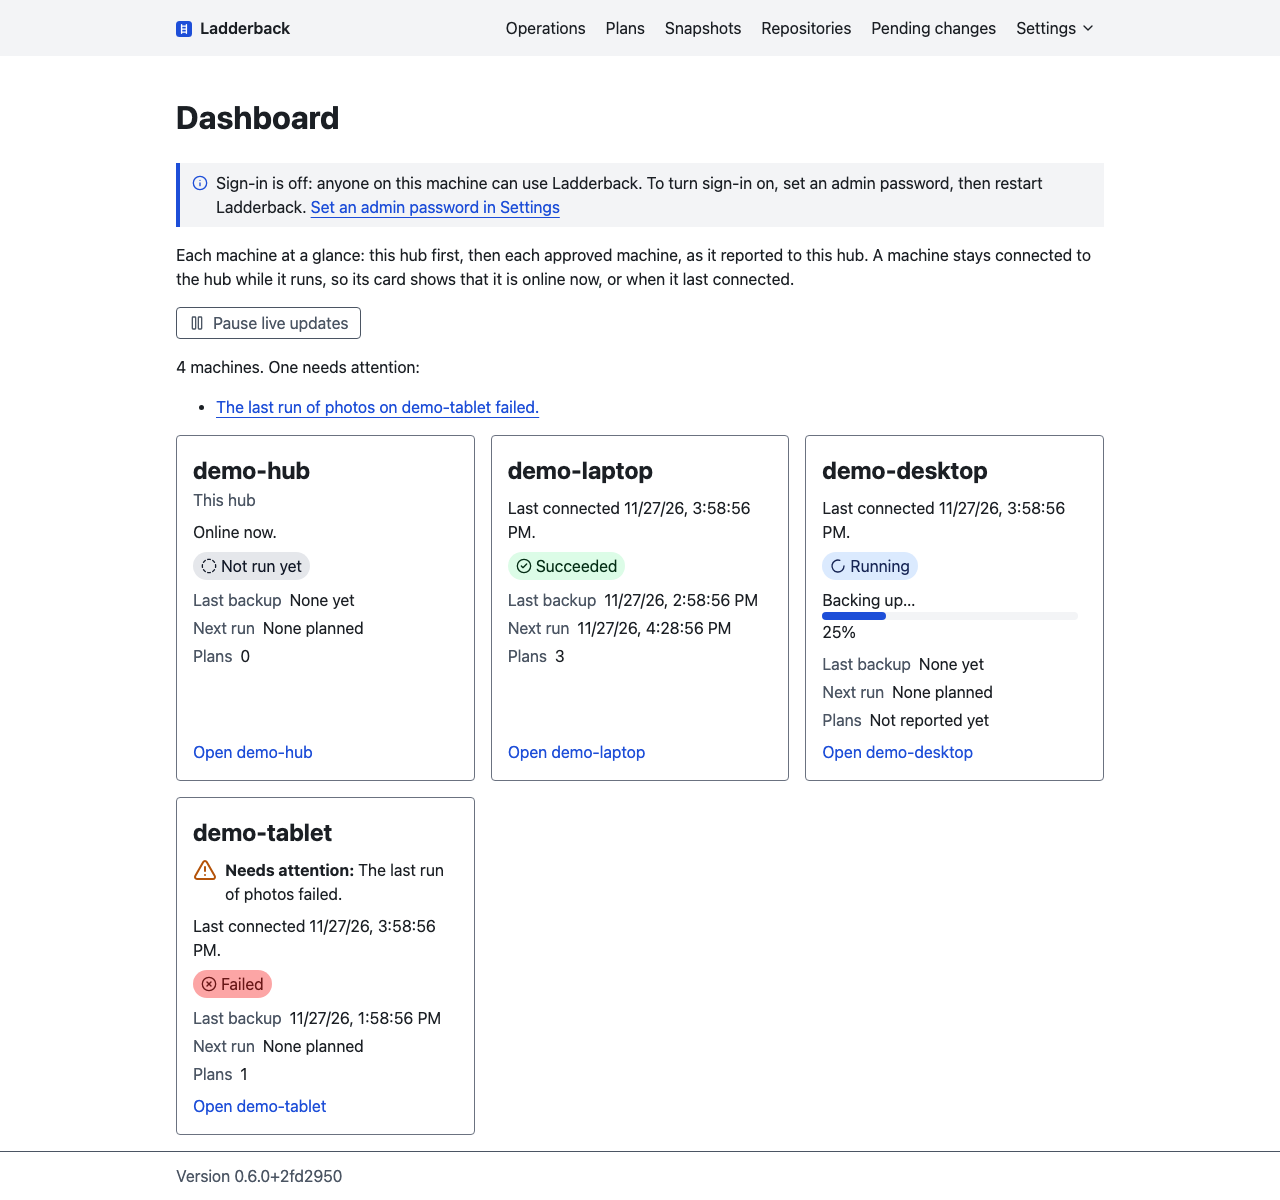 Ladderback
Operations Plans Snapshots Repositories Pending changes Settings
Dashboard
Sign-in is off: anyone on this machine can use Ladderback. To turn sign-in on, set an admin password, then restart
Ladderback. Set an admin password in Settings
Each machine at a glance: this hub first, then each approved machine, as it reported to this hub. A machine stays connected to
the hub while it runs, so its card shows that it is online now, or when it last connected.
Pause live updates
4 machines. One needs attention:
• The last run of photos on demo-tablet failed.
demo-hub
This hub
Online now.
Not run yet
Last backup None yet
Next run None planned
Plans 0
Open demo-hub
demo-laptop
Last connected 11/27/26, 3:58:56
PM.
Succeeded
Last backup 11/27/26, 2:58:56 PM
Next run 11/27/26, 4:28:56 PM
Plans 3
Open demo-laptop
demo-desktop
Last connected 11/27/26, 3:58:56
PM.
Running
Backing up...
25%
Last backup None yet
Next run None planned
Plans Not reported yet
Open demo-desktop
demo-tablet
Needs attention: The last run
of photos failed.
Last connected 11/27/26, 3:58:56
PM.
Failed
Last backup 11/27/26, 1:58:56 PM
Next run None planned
Plans 1
Open demo-tablet
Version 0.6.0+2fd2950